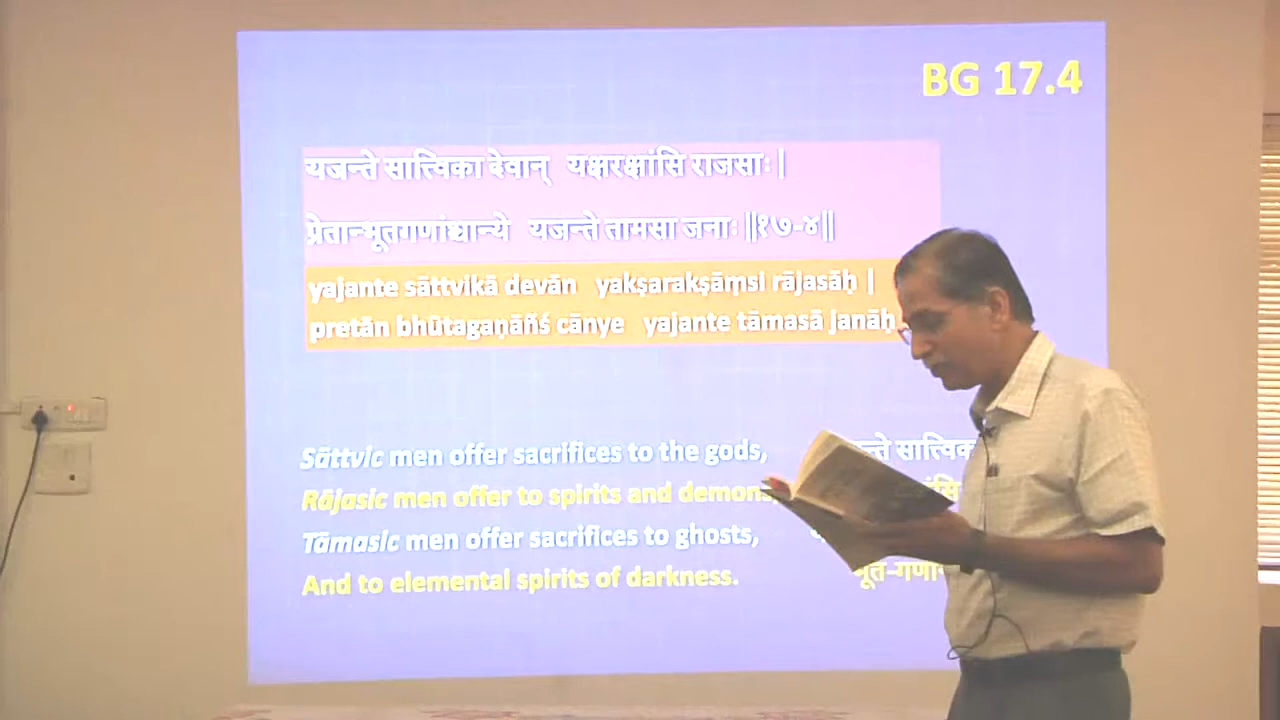 BG 17.4
यजन्ते सात्त्विका देवान् यक्षरक्षांसि राजसाः |
प्रेतान्भूतगणांश्चान्ये यजन्ते तामसा जनाः ||१७-४||
yajante sāttvikā devān yakṣarakṣāṃsi rājasāḥ |
pretān bhūtagaṇāñś cānye yajante tāmasā janāḥ
Sāttvic men offer sacrifices to the gods,
सात्त्विक
Rājasic men offer to spirits and demons,
Tāmasic men offer sacrifices to ghosts,
And to elemental spirits of darkness.